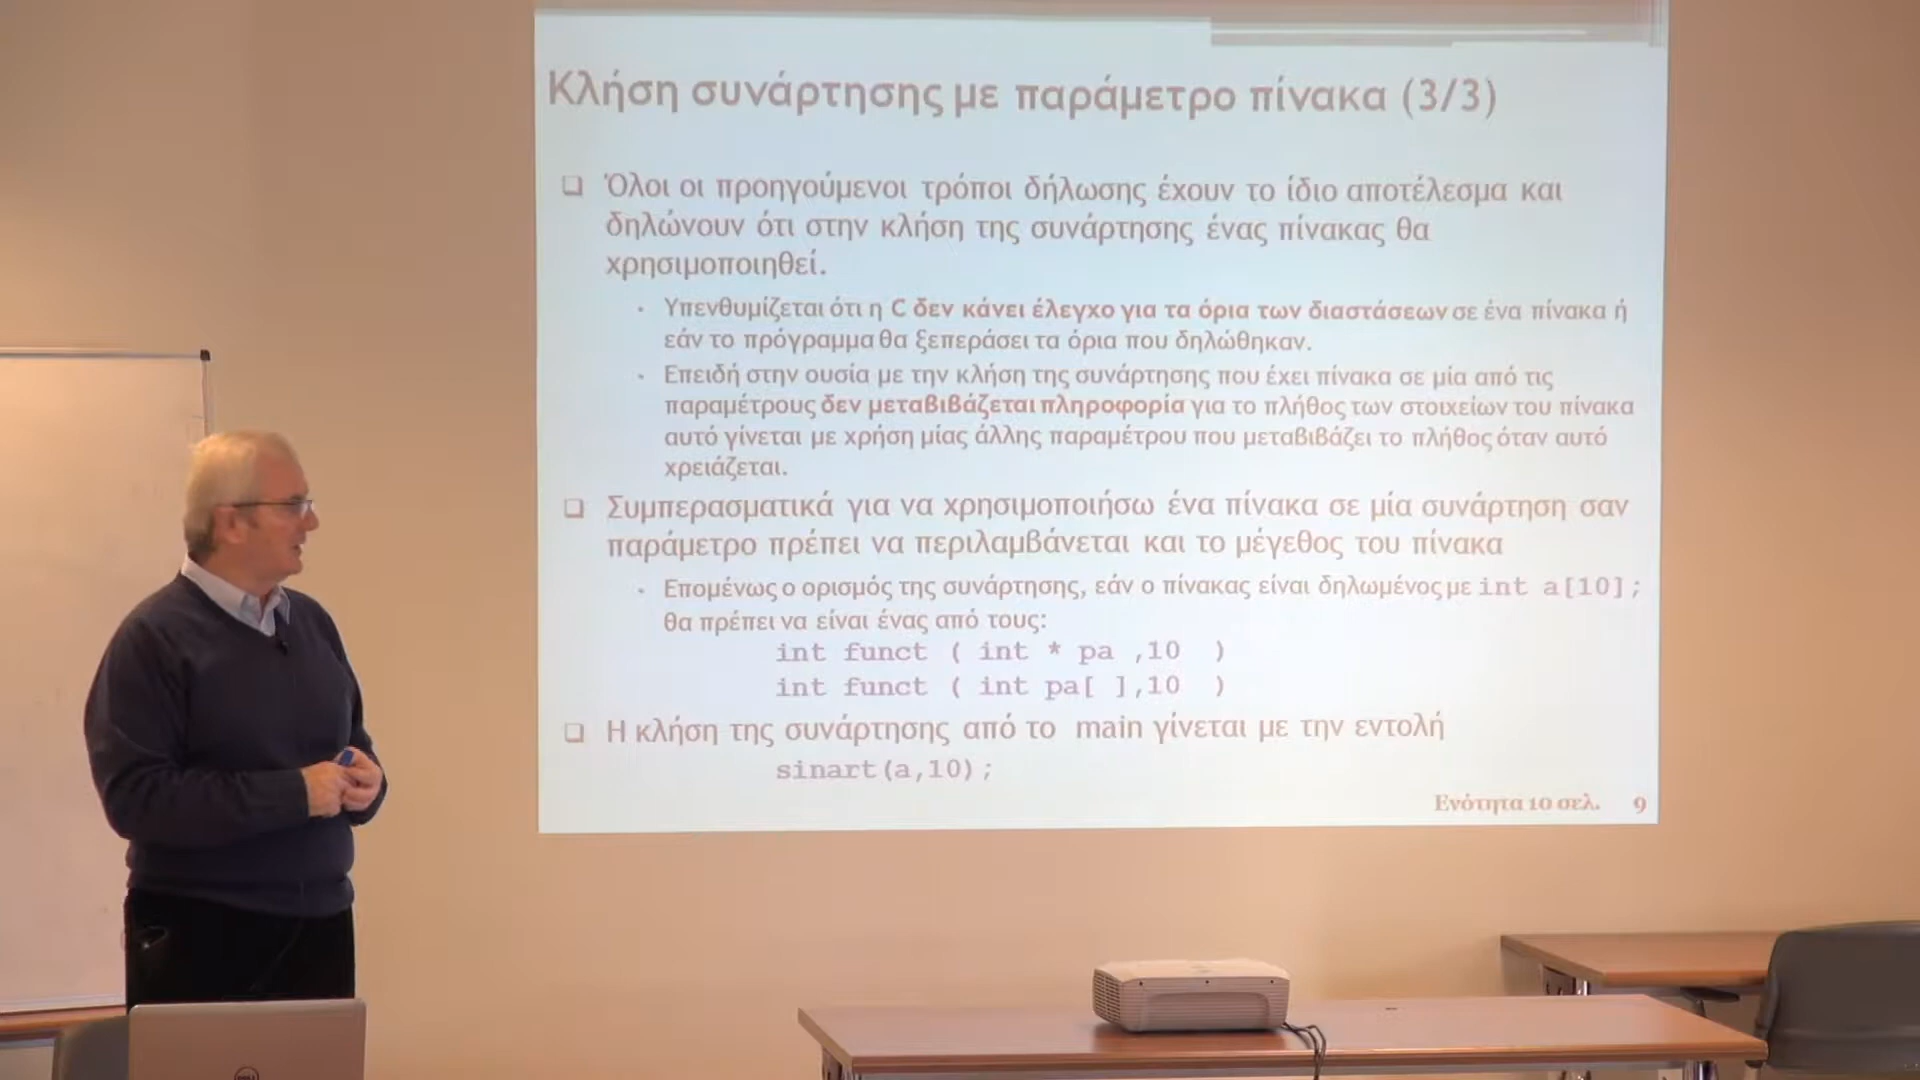 Κλήση συνάρτησης με παράμετρο πίνακα (3/3)
Όλοι οι προηγούμενοι τρόποι δήλωσης έχουν το ίδιο αποτέλεσμα και
δηλώνουν ότι στην κλήση της συνάρτησης ένας πίνακας θα
χρησιμοποιηθεί.
Υπενθυμίζεται ότι η C δεν κάνει έλεγχο για τα όρια των διαστάσεων σε ένα πίνακα ή
εάν το πρόγραμμα θα ξεπεράσει τα όρια που δηλώθηκαν.
Επειδή στην ουσία με την κλήση της συνάρτησης που έχει πίνακα σε μία από τις
παραμέτρους δεν μεταβιβάζεται πληροφορία για το πλήθος των στοιχείων του πίνακα
αυτό γίνεται με χρήση μίας άλλης παραμέτρου που μεταβιβάζει το πλήθος όταν αυτό
χρειάζεται.
Συμπερασματικά για να χρησιμοποιήσω ένα πίνακα σε μία συνάρτηση σαν
παράμετρο πρέπει να περιλαμβάνεται και το μέγεθος του πίνακα
Επομένως ο ορισμός της συνάρτησης, εάν ο πίνακας είναι δηλωμένος με int a[10];
θα πρέπει να είναι ένας από τους:
int funct ( int * pa ,10 )
int funct ( int pa[ ],10 )
Η κλήση της συνάρτησης από το main γίνεται με την εντολή
sinart(a,10);
Ενότητα 10 σελ. 9
DELL